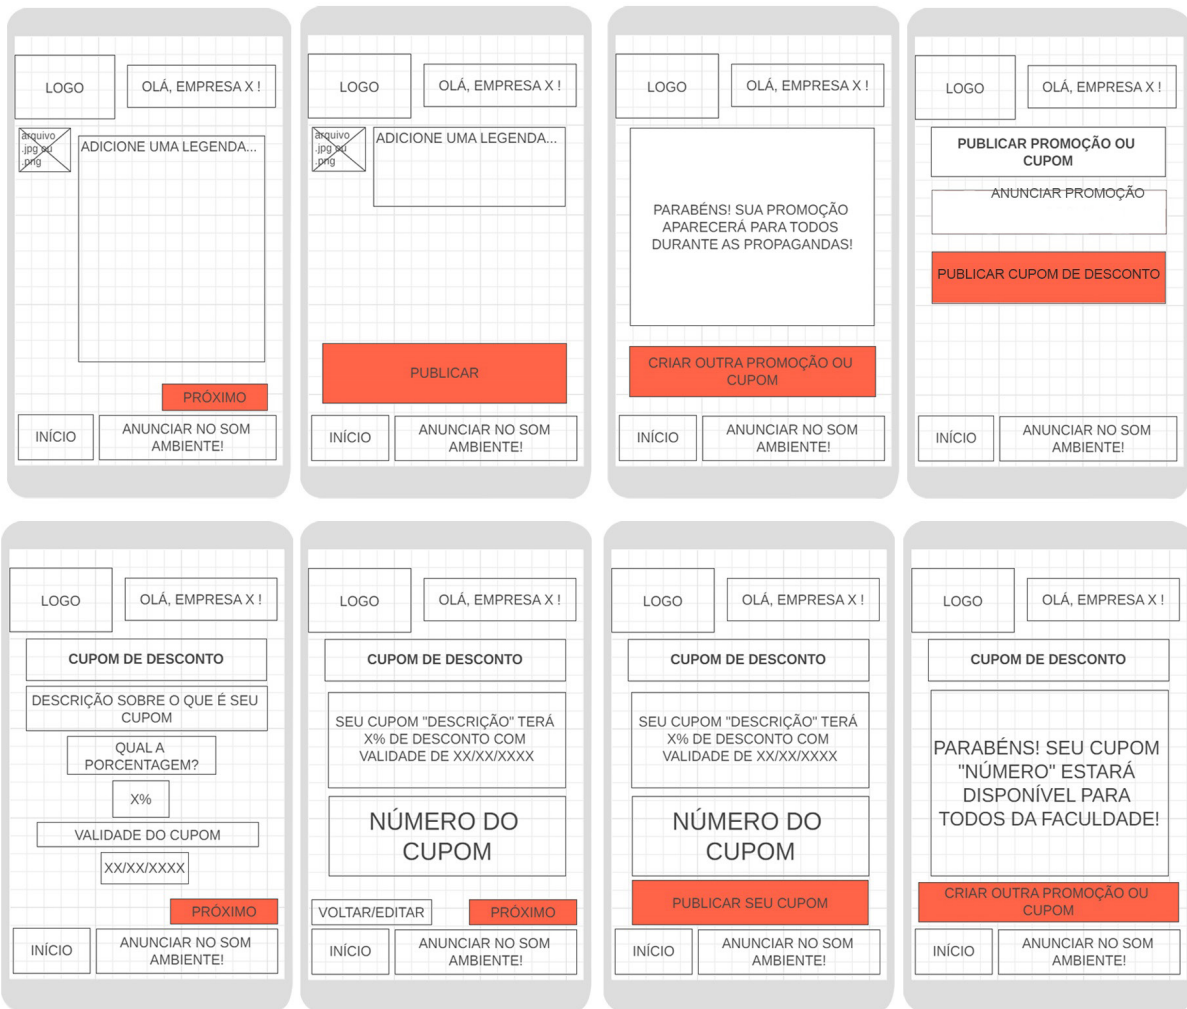 LOGO
OLÁ, EMPRESA X !
arquivo
.jpg ou
.png
ADICIONE UMA LEGENDA...
PRÓXIMO
INÍCIO
ANUNCIAR NO SOM
AMBIENTE!
LOGO
OLÁ, EMPRESA X !
arquivo
.jpg ou
.png
ADICIONE UMA LEGENDA...
PUBLICAR
INÍCIO
ANUNCIAR NO SOM
AMBIENTE!
LOGO
OLÁ, EMPRESA X !
PARABÉNS! SUA PROMOÇÃO
APARECERÁ PARA TODOS
DURANTE AS PROPAGANDAS!
CRIAR OUTRA PROMOÇÃO OU
CUPOM
INÍCIO
ANUNCIAR NO SOM
AMBIENTE!
LOGO
OLÁ, EMPRESA X !
PUBLICAR PROMOÇÃO OU
CUPOM
ANUNCIAR PROMOÇÃO
PUBLICAR CUPOM DE DESCONTO
INÍCIO
ANUNCIAR NO SOM
AMBIENTE!
LOGO
OLÁ, EMPRESA X !
CUPOM DE DESCONTO
DESCRIÇÃO SOBRE O QUE É SEU
CUPOM
QUAL A
PORCENTAGEM?
X%
VALIDADE DO CUPOM
XX/XX/XXXX
PRÓXIMO
INÍCIO
ANUNCIAR NO SOM
AMBIENTE!
LOGO
OLÁ, EMPRESA X !
CUPOM DE DESCONTO
SEU CUPOM "DESCRIÇÃO" TERÁ
X% DE DESCONTO COM
VALIDADE DE XX/XX/XXXX
NÚMERO DO
CUPOM
VOLTAR/EDITAR
PRÓXIMO
INÍCIO
ANUNCIAR NO SOM
AMBIENTE!
LOGO
OLÁ, EMPRESA X !
CUPOM DE DESCONTO
SEU CUPOM "DESCRIÇÃO" TERÁ
X% DE DESCONTO COM
VALIDADE DE XX/XX/XXXX
NÚMERO DO
CUPOM
PUBLICAR SEU CUPOM
INÍCIO
ANUNCIAR NO SOM
AMBIENTE!
LOGO
OLÁ, EMPRESA X !
CUPOM DE DESCONTO
PARABÉNS! SEU CUPOM
"NÚMERO" ESTARÁ
DISPONÍVEL PARA
TODOS DA FACULDADE!
CRIAR OUTRA PROMOÇÃO OU
CUPOM
INÍCIO
ANUNCIAR NO SOM
AMBIENTE!